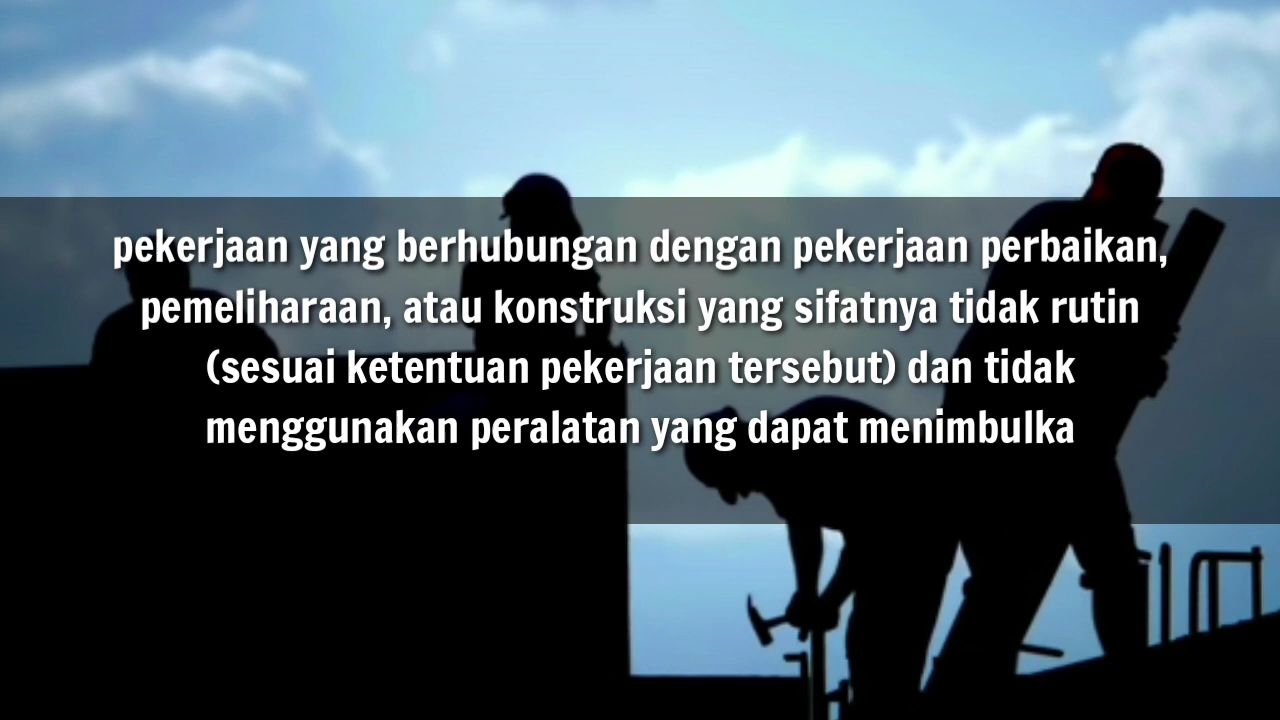 pekerjaan yang berhubungan dengan pekerjaan perbaikan,
pemeliharaan, atau konstruksi yang sifatnya tidak rutin
(sesuai ketentuan pekerjaan tersebut) dan tidak
menggunakan peralatan yang dapat menimbulka